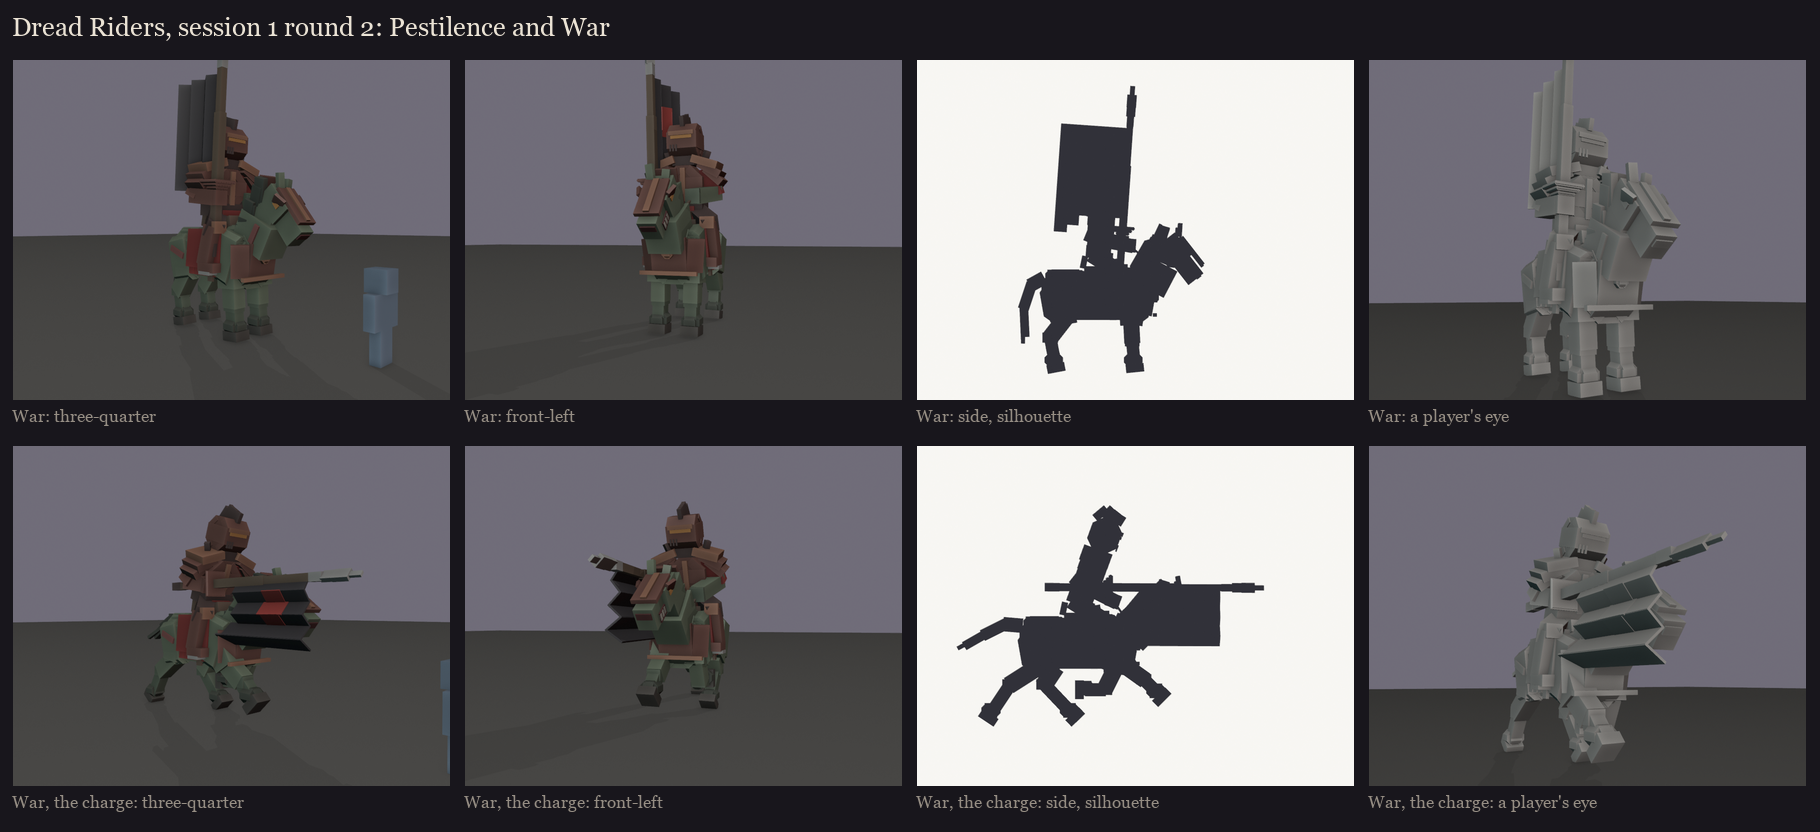 Dread Riders, session 1 round 2: Pestilence and War
War: three-quarter
War: front-left
War: side, silhouette
War: a player's eye
War, the charge: three-quarter
War, the charge: front-left
War, the charge: side, silhouette
War, the charge: a player's eye